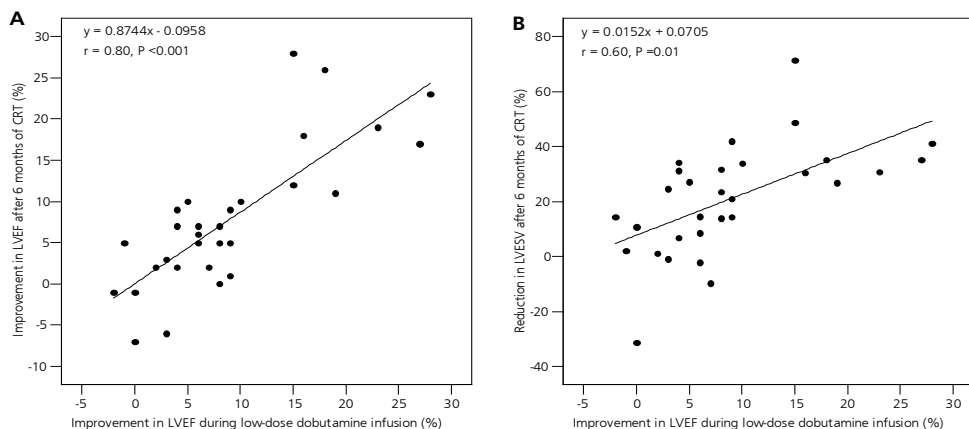 A
y = 0.8744x - 0.0958
r = 0.80, P <0.001
Improvement in LVEF after 6 months of CRT (%)
30
25
20
15
10
5
0
-5
-10
-5 0 5 10 15 20 25 30
Improvement in LVEF during low-dose dobutamine infusion (%)
B
y = 0.0152x + 0.0705
r = 0.60, P =0.01
Reduction in LVESV after 6 months of CRT (%)
80
60
40
20
0
-20
-40
-5 0 5 10 15 20 25 30
Improvement in LVEF during low-dose dobutamine infusion (%)